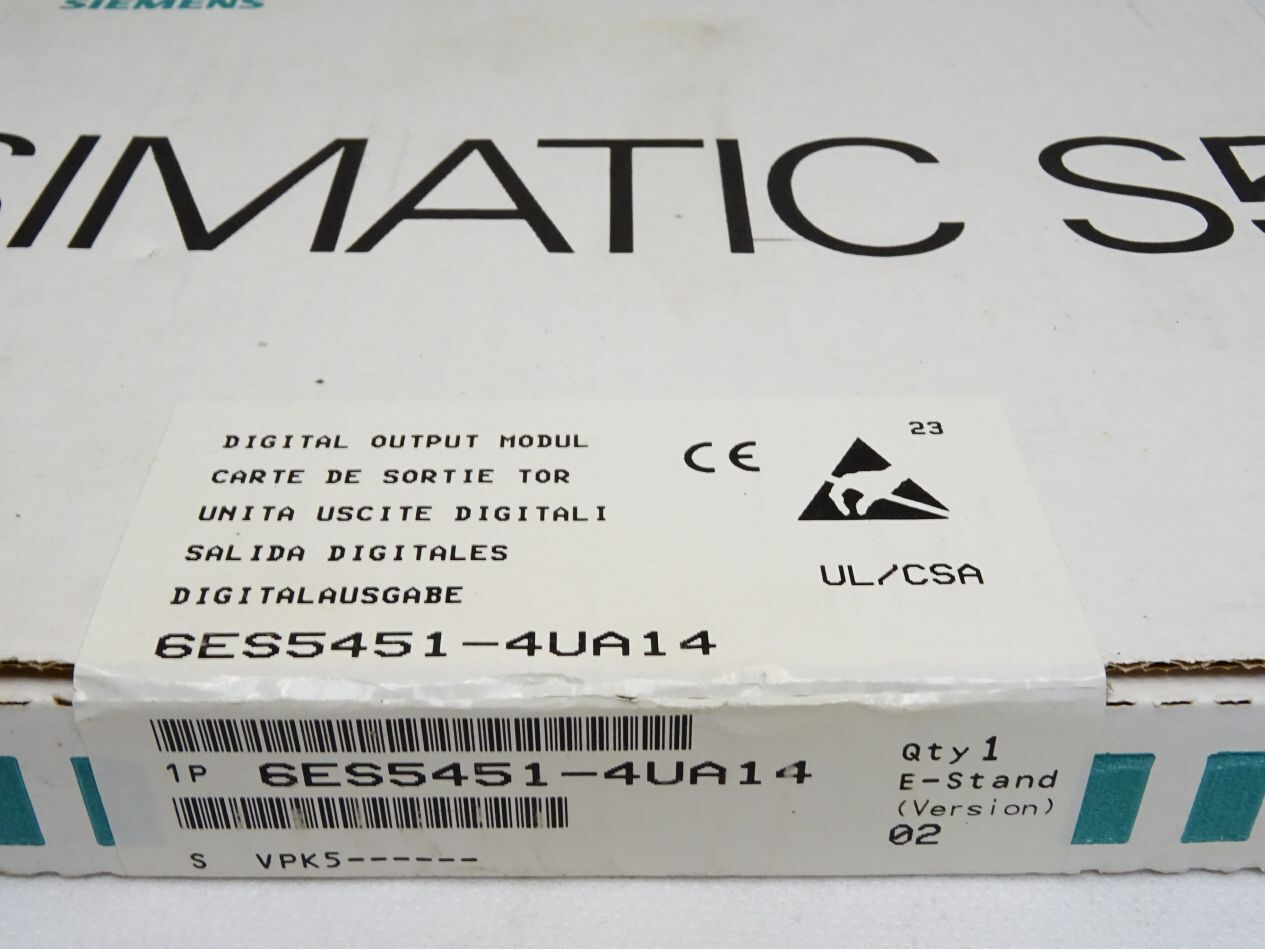 SIEMENS
SIMATIC S5
DIGITAL OUTPUT MODUL
CARTE DE SORTIE TOR
UNITA USCITE DIGITALI
SALIDA DIGITALES
DIGITALAUSGABE
6ES5451-4UA14
CE
23
UL/CSA
1P 6ES5451-4UA14
S VPK5------
Qty 1
E-Stand
(Version)
02